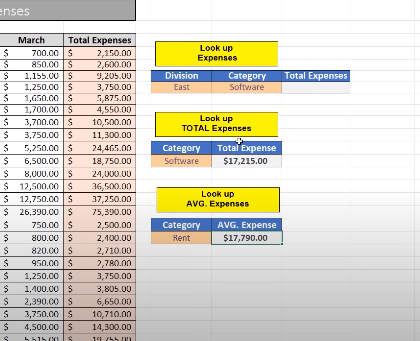 enses
March Total Expenses
$ 700.00 $ 2,150.00
$ 850.00 $ 2,600.00
$ 1,155.00 $ 9,205.00
$ 1,250.00 $ 3,750.00
$ 1,650.00 $ 5,875.00
$ 1,700.00 $ 4,550.00
$ 3,700.00 $ 10,500.00
$ 3,750.00 $ 11,300.00
$ 5,250.00 $ 24,465.00
$ 6,500.00 $ 18,750.00
$ 8,000.00 $ 24,000.00
$ 12,500.00 $ 36,500.00
$ 12,750.00 $ 37,250.00
$ 26,390.00 $ 75,390.00
$ 750.00 $ 2,500.00
$ 800.00 $ 2,400.00
$ 820.00 $ 2,710.00
$ 950.00 $ 2,780.00
$ 1,250.00 $ 3,750.00
$ 1,400.00 $ 3,805.00
$ 2,390.00 $ 6,650.00
$ 3,750.00 $ 10,710.00
$ 4,500.00 $ 14,300.00
$ 5,515.00 $ 19,755.00
Look up
Expenses
Division Category Total Expenses
East Software
Look up
TOTAL Expenses
Category Total Expense
Software $17,215.00
Look up
AVG. Expenses
Category AVG. Expense
Rent $17,790.00